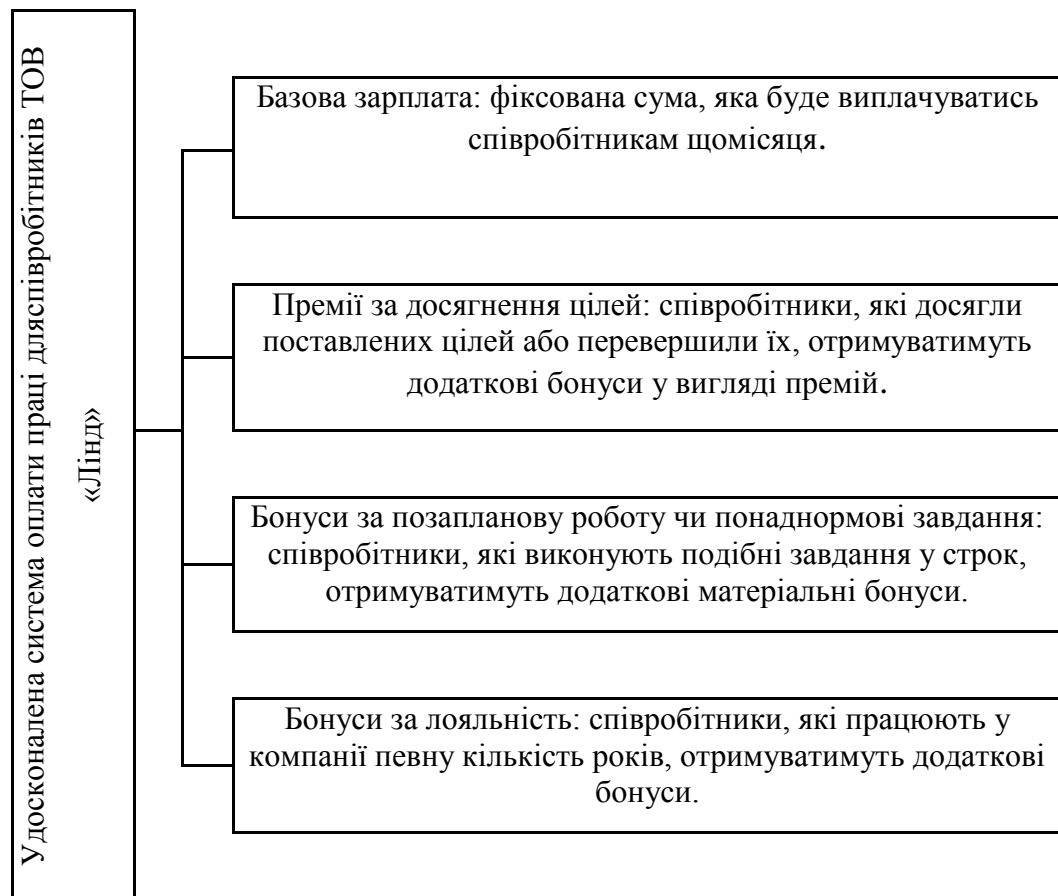 Удосконалена система оплати праці дляспівробітників ТОВ
«Лінд»
Базова зарплата: фіксована сума, яка буде виплачуватись
співробітникам щомісяця.
Премії за досягнення цілей: співробітники, які досягли
поставлених цілей або перевершили їх, отримуватимуть
додаткові бонуси у вигляді премій.
Бонуси за позапланову роботу чи понаднормові завдання:
співробітники, які виконують подібні завдання у строк,
отримуватимуть додаткові матеріальні бонуси.
Бонуси за лояльність: співробітники, які працюють у
компанії певну кількість років, отримуватимуть додаткові
бонуси.